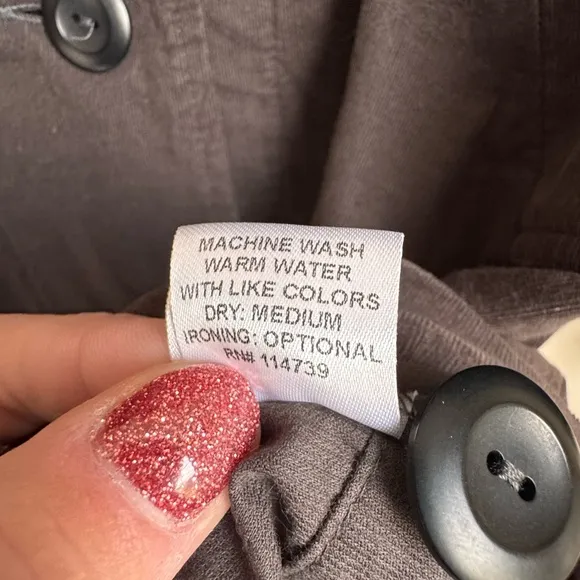 MACHINE WASH
WARM WATER
WITH LIKE COLORS
DRY: MEDIUM
IRONING: OPTIONAL
RN# 114739